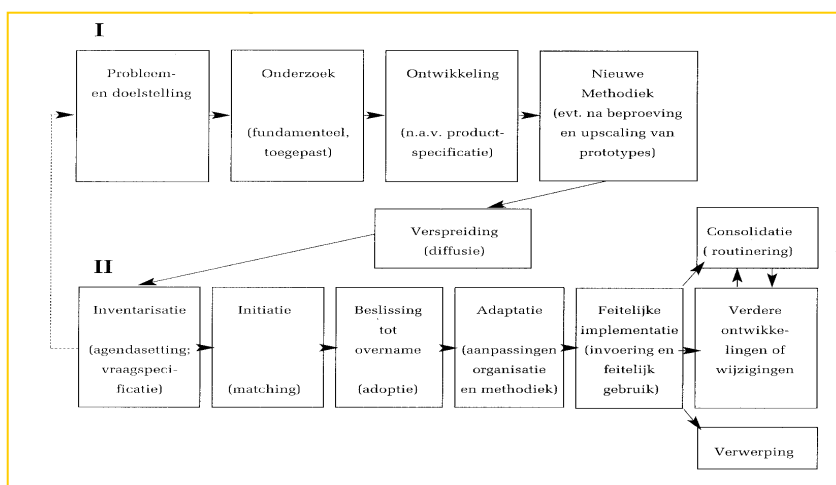 I
Probleem-
en doelstelling
Onderzoek
(fundamenteel,
toegepast)
Ontwikkeling
(n.a.v. product-
specificatie)
Nieuwe
Methodiek
(evt. na beproeving
en upscaling van
prototypes)
Verspreiding
(diffusie)
Consolidatie
( routinering)
II
Inventarisatie
(agendasetting:
vraagspeci-
ficatie)
Initiatie
(matching)
Beslissing
tot
overname
(adoptie)
Adaptatie
(aanpassingen
organisatie
en methodiek)
Feitelijke
implementatie
(invoering en
feitelijk
gebruik)
Verdere
ontwikke-
lingen of
wijzigingen
Verwerping